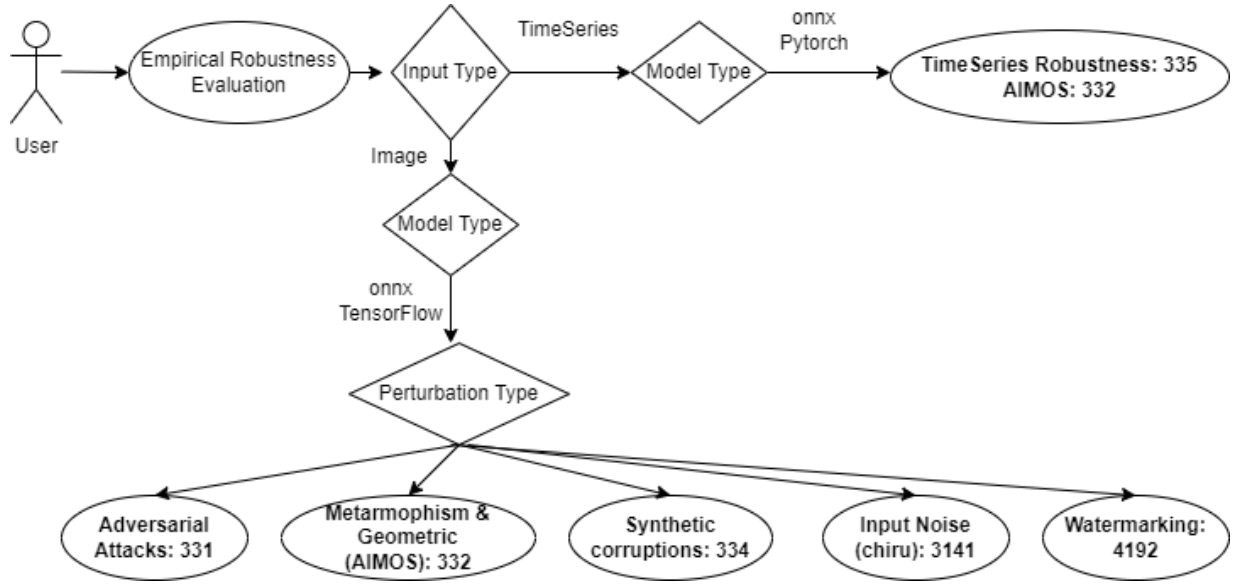 User
Empirical Robustness
Evaluation
Input Type
TimeSeries
Model Type
onnx
Pytorch
TimeSeries Robustness: 335
AIMOS: 332
Image
Model Type
onnx
TensorFlow
Perturbation Type
Adversarial
Attacks: 331
Metarmophism &
Geometric
(AIMOS): 332
Synthetic
corruptions: 334
Input Noise
(chiru): 3141
Watermarking:
4192